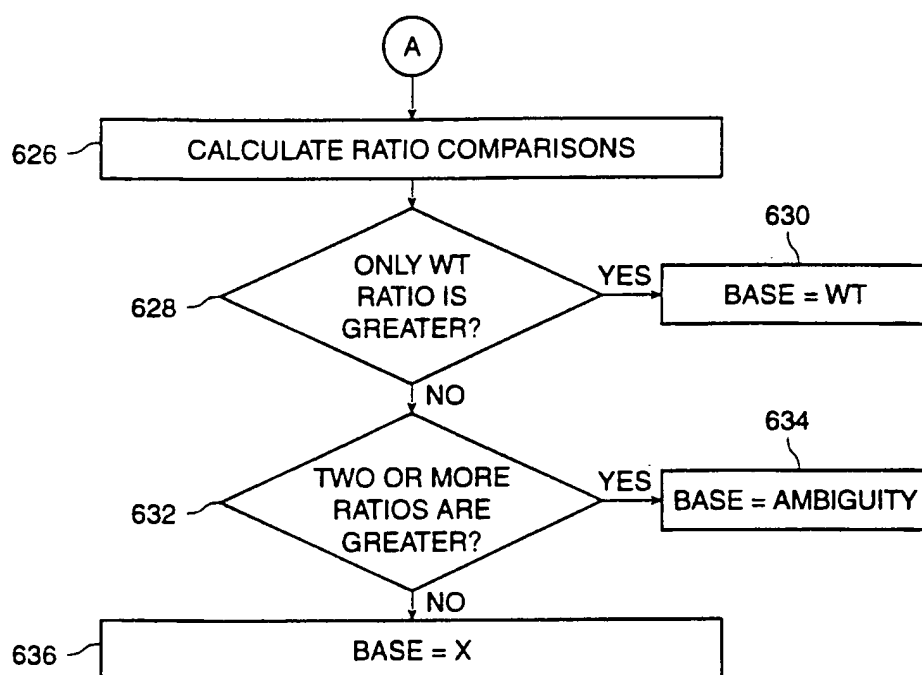 A
626
CALCULATE RATIO COMPARISONS
628
ONLY WT
RATIO IS
GREATER?
YES
630
BASE = WT
NO
632
TWO OR MORE
RATIOS ARE
GREATER?
YES
634
BASE = AMBIGUITY
NO
636
BASE = X